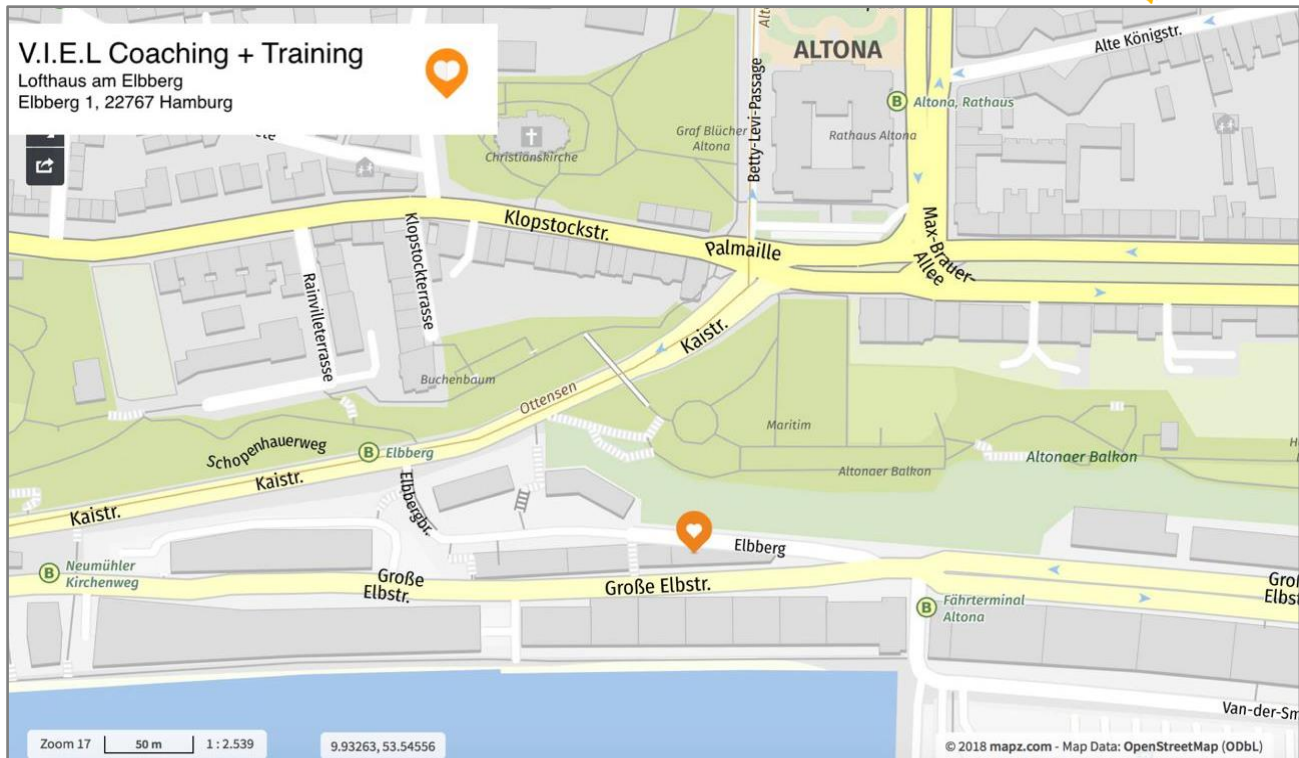 V.I.E.L Coaching + Training
Lofthaus am Elbberg
Elbberg 1, 22767 Hamburg
ALTONA
Alte Königstr.
Betty-Levi-Passage
Altona, Rathaus
Graf Blücher
Altona
Rathaus Altona
Christianskirche
Klopstockstr.
Palmaille
Max-Brauer-
Allee
Klopstockterrasse
Rainvilleterrasse
Kaistr.
Buchenbaum
Ottensen
Maritim
Schopenhauerweg
Elbberg
Altonaer Balkon
Altonaer Balkon
Kaistr.
Kaistr.
Elbbergbr.
Elbberg
Neumühler
Kirchenweg
Große
Elbstr.
Große Elbstr.
Fährterminal
Altona
Van-der-Sm
Zoom 17
50 m
1 : 2.539
9.93263, 53.54556
© 2018 mapz.com - Map Data: OpenStreetMap (ODbL)